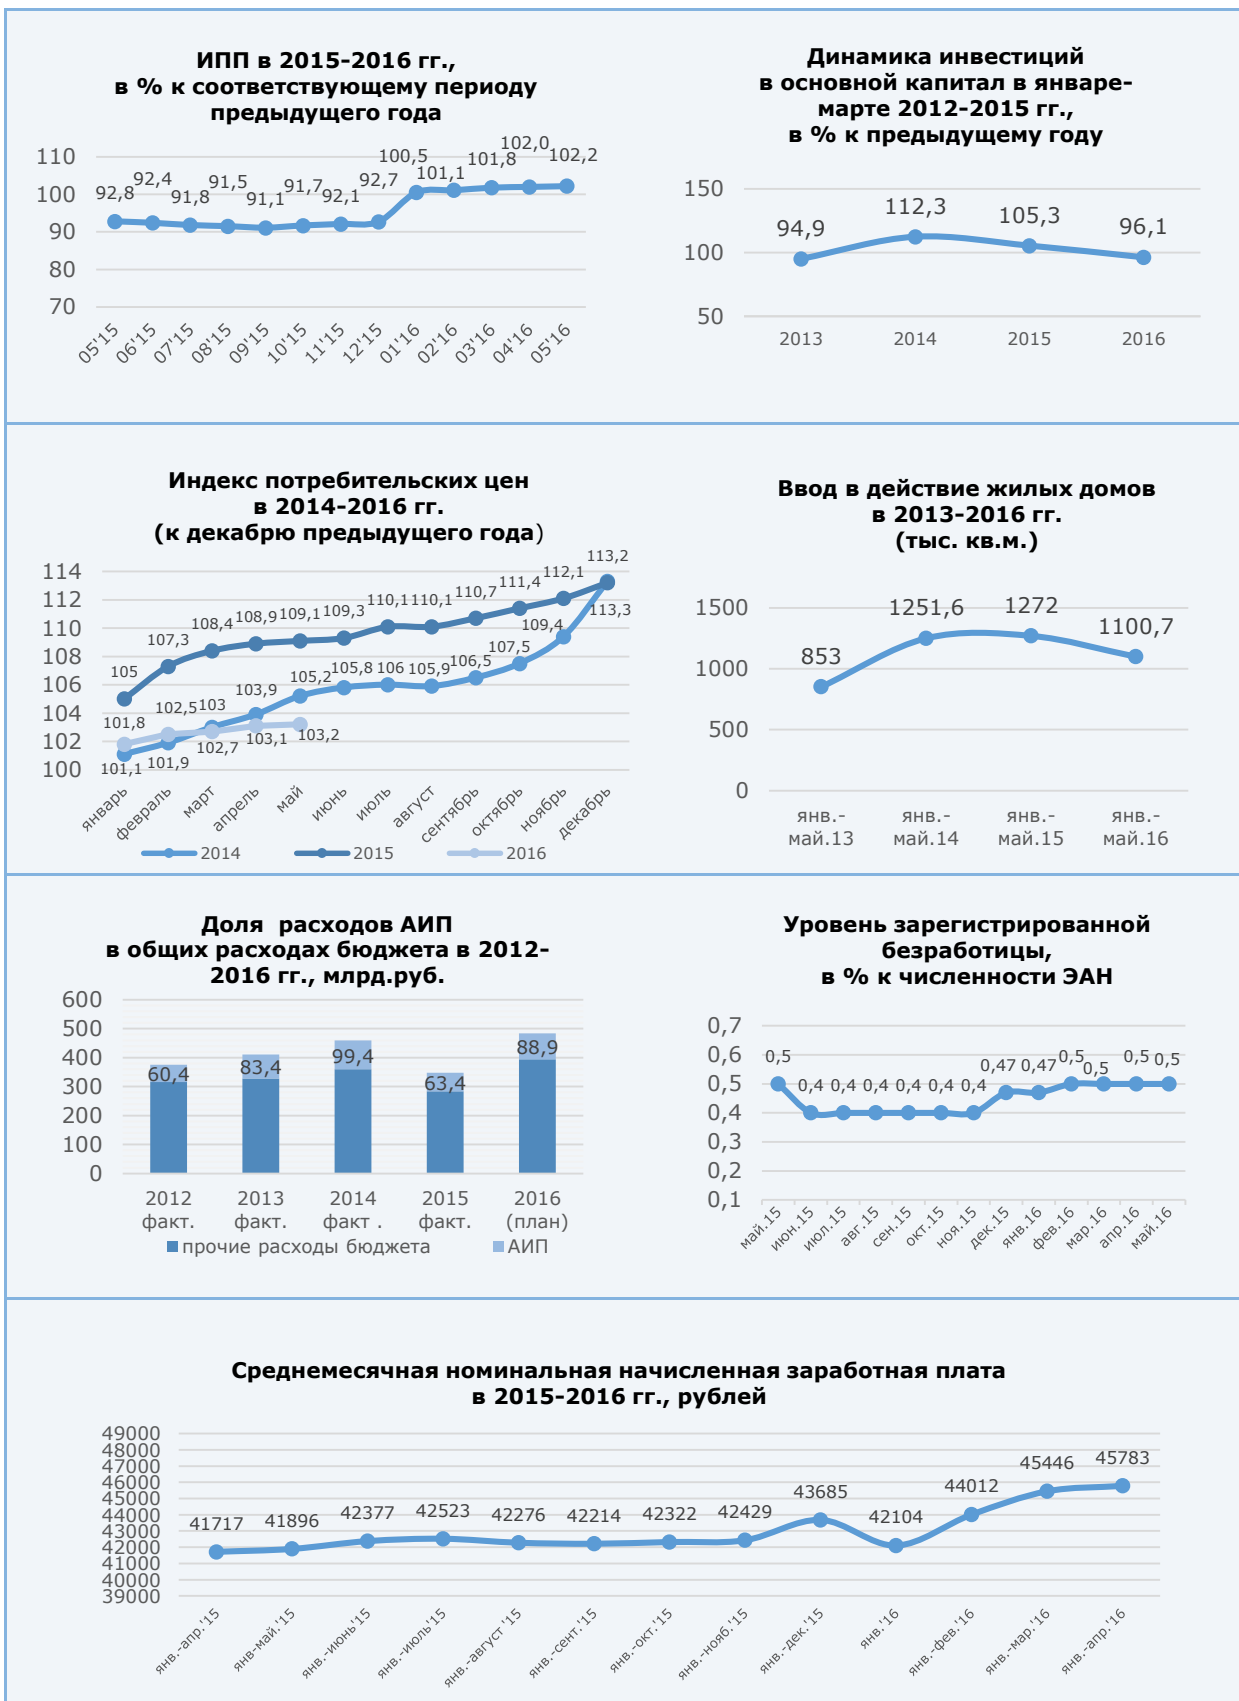 ИПП в 2015-2016 гг.,
в % к соответствующему периоду
предыдущего года
110
100
90
80
70
92,8
92,4
91,8
91,5
91,1
91,7
92,1
92,7
100,5
101,1
101,8
102,0
102,2
05'15
06'15
07'15
08'15
09'15
10'15
11'15
12'15
01'16
02'16
03'16
04'16
05'16
Динамика инвестиций
в основной капитал в январе-
марте 2012-2015 гг.,
в % к предыдущему году
150
100
50
94,9
112,3
105,3
96,1
2013
2014
2015
2016
Индекс потребительских цен
в 2014-2016 гг.
(к декабрю предыдущего года)
114
112
110
108
106
104
102
100
105
107,3
108,4
108,9
109,1
109,3
110,1
110,1
110,7
111,4
112,1
113,2
101,8
102,5
103
103,9
105,2
105,8
106
105,9
106,5
107,5
109,4
113,3
101,1
101,9
102,7
103,1
103,2
январь
февраль
март
апрель
май
июнь
июль
август
сентябрь
октябрь
ноябрь
декабрь
2014
2015
2016
Ввод в действие жилых домов
в 2013-2016 гг.
(тыс. кв.м.)
1500
1000
500
0
853
1251,6
1272
1100,7
янв.-
май.13
янв.-
май.14
янв.-
май.15
янв.-
май.16
Доля расходов АИП
в общих расходах бюджета в 2012-
2016 гг., млрд.руб.
600
500
400
300
200
100
0
60,4
83,4
99,4
63,4
88,9
2012
факт.
2013
факт.
2014
факт .
2015
факт.
2016
(план)
прочие расходы бюджета
АИП
Уровень зарегистрированной
безработицы,
в % к численности ЭАН
0,7
0,6
0,5
0,4
0,3
0,2
0,1
0,5
0,4
0,4
0,4
0,4
0,4
0,4
0,47
0,47
0,5
0,5
0,5
0,5
май.15
июн.15
июл.15
авг.15
сен.15
окт.15
ноя.15
дек.15
янв.16
фев.16
мар.16
апр.16
май.16
Среднемесячная номинальная начисленная заработная плата
в 2015-2016 гг., рублей
49000
48000
47000
46000
45000
44000
43000
42000
41000
40000
39000
41717
41896
42377
42523
42276
42214
42322
42429
43685
42104
44012
45446
45783
янв.-апр.'15
янв-май.'15
янв.-июнь'15
янв.-июль'15
янв.-август'15
янв.-сент.'15
янв.-окт.'15
янв.-нояб.'15
янв.-дек.'15
янв.'16
янв.-фев.'16
янв.-мар.'16
янв.-апр.'16